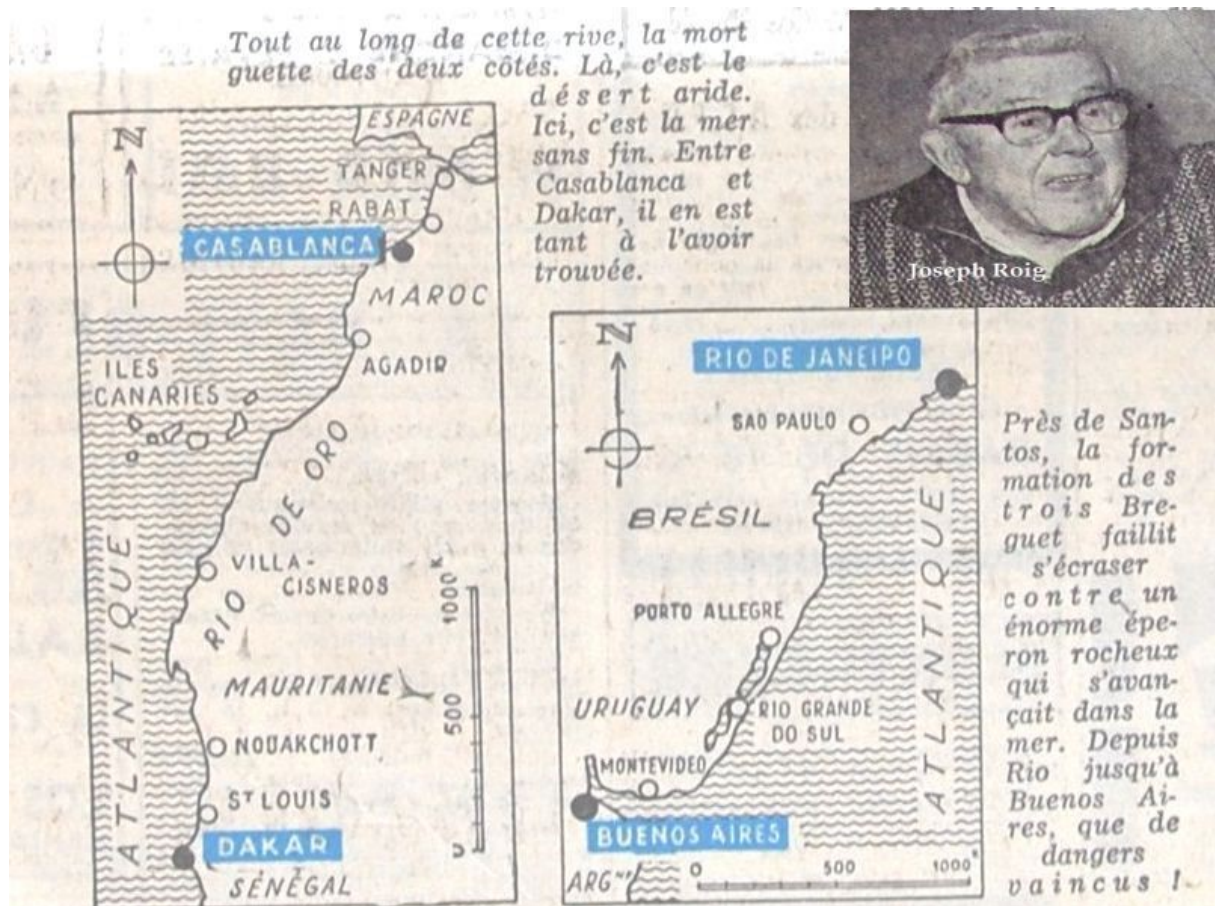 Tout au long de cette rive, la mort
guette des deux côtés. Là, c'est le
désert aride.
Ici, c'est la mer
sans fin. Entre
Casablanca et
Dakar, il en est
tant à l'avoir
trouvée.
Joseph Roig
N
ESPAGNE
TANGER
RABAT
CASABLANCA
MAROC
AGADIR
ILES
CANARIES
RIO DE ORO
VILLA-
CISNEROS
ATLANTIQUE
MAURITANIE
NOUAKCHOTT
ST LOUIS
DAKAR
SÉNÉGAL
0 500 1000 K
N
RIO DE JANEIPO
SAO PAULO
BRÉSIL
ATLANTIQUE
PORTO ALLEGRE
URUGUAY
RIO GRANDE
DO SUL
MONTEVIDEO
BUENOS AIRES
ARGNE
0 500 1000K
Près de San-
tos, la for-
mation des
trois Bre-
guet faillit
s'écraser
contre un
énorme épe-
ron rocheux
qui s'avan-
çait dans la
mer. Depuis
Rio jusqu'à
Buenos Ai-
res, que de
dangers
vaincus !